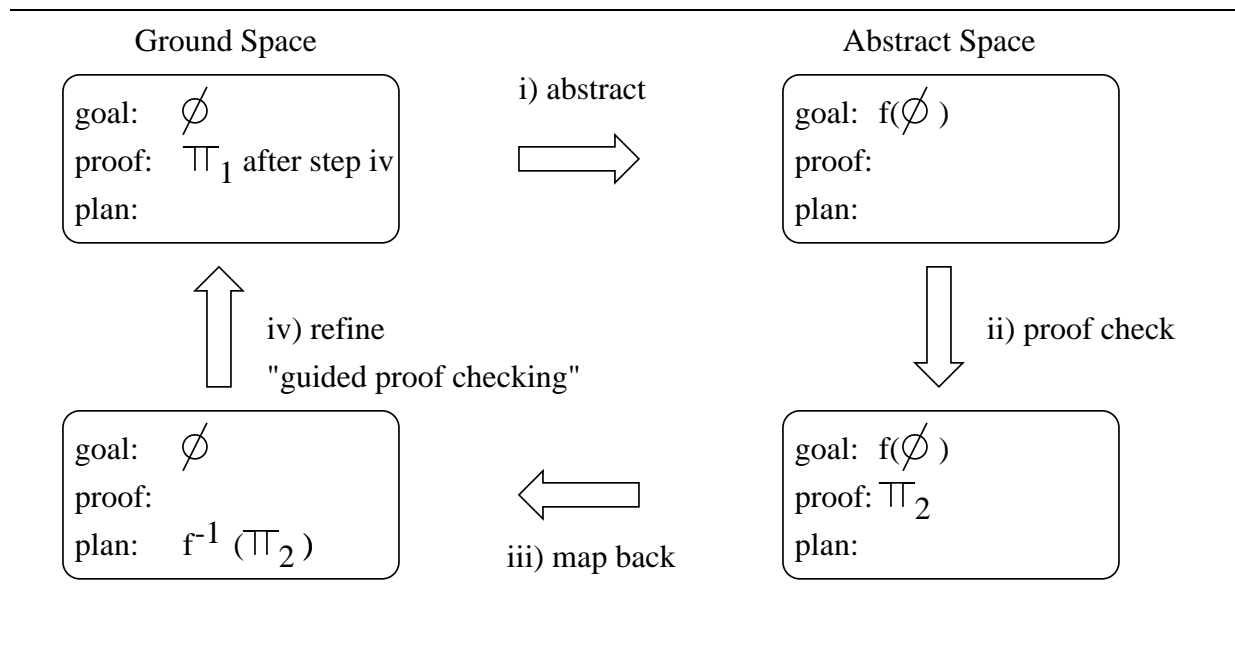 Ground Space
Abstract Space
goal: ∅
proof: Π1 after step iv
plan:
i) abstract
goal: f(∅ )
proof:
plan:
iv) refine
"guided proof checking"
ii) proof check
goal: ∅
proof:
plan: f-1 (Π2 )
iii) map back
goal: f(∅ )
proof: Π2
plan: